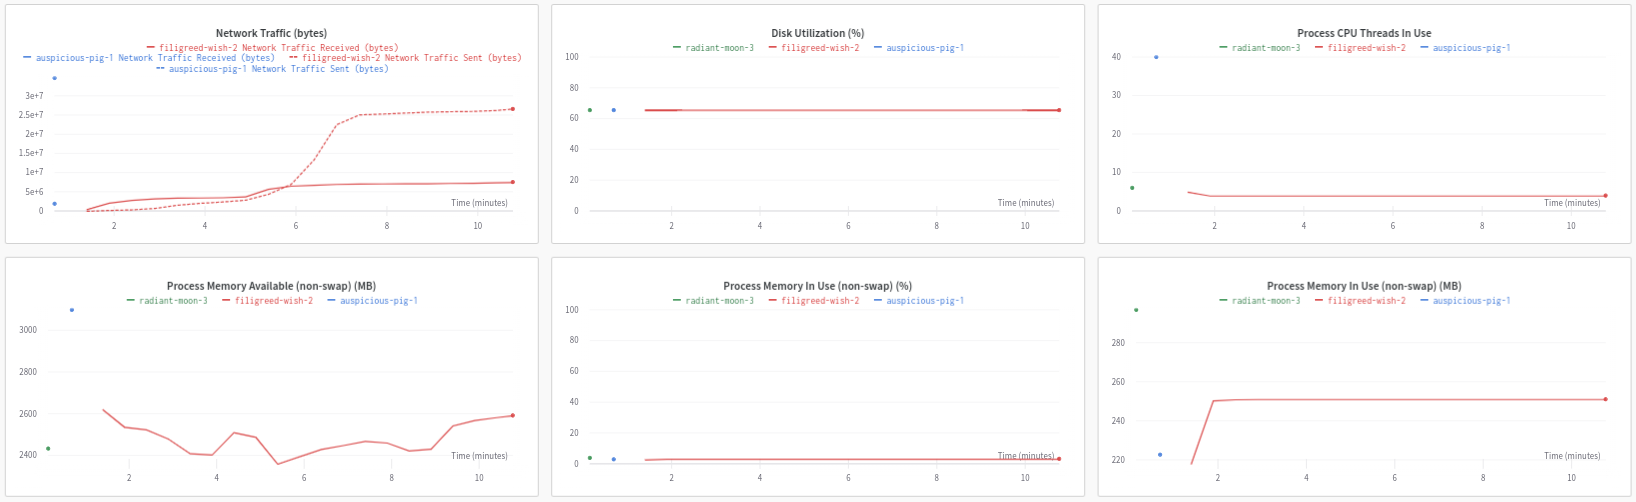 Network Traffic (bytes)
filigreed-wish-2 Network Traffic Received (bytes)
auspicious-pig-1 Network Traffic Received (bytes) filigreed-wish-2 Network Traffic Sent (bytes)
auspicious-pig-1 Network Traffic Sent (bytes)
3e+7
2.5e+7
2e+7
1.5e+7
1e+7
5e+6
0
Time (minutes)
2 4 6 8 10
Disk Utilization (%)
radiant-moon-3 filigreed-wish-2 auspicious-pig-1
100
80
60
40
20
0
Time (minutes)
2 4 6 8 10
Process CPU Threads In Use
radiant-moon-3 filigreed-wish-2 auspicious-pig-1
40
30
20
10
0
Time (minutes)
2 4 6 8 10
Process Memory Available (non-swap) (MB)
radiant-moon-3 filigreed-wish-2 auspicious-pig-1
3000
2800
2600
2400
Time (minutes)
2 4 6 8 10
Process Memory In Use (non-swap) (%)
radiant-moon-3 filigreed-wish-2 auspicious-pig-1
100
80
60
40
20
0
Time (minutes)
2 4 6 8 10
Process Memory In Use (non-swap) (MB)
radiant-moon-3 filigreed-wish-2 auspicious-pig-1
280
260
240
220
Time (minutes)
2 4 6 8 10